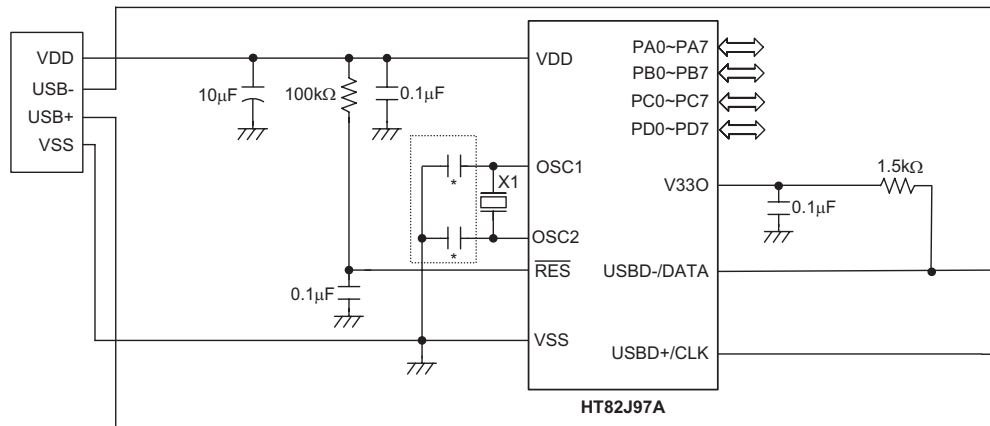 VDD
USB-
USB+
VSS
10μF
100kΩ
0.1μF
VDD
OSC1
X1
OSC2
*
*
RES
0.1μF
VSS
PA0~PA7
PB0~PB7
PC0~PC7
PD0~PD7
V33O
1.5kΩ
0.1μF
USBD-/DATA
USBD+/CLK
HT82J97A